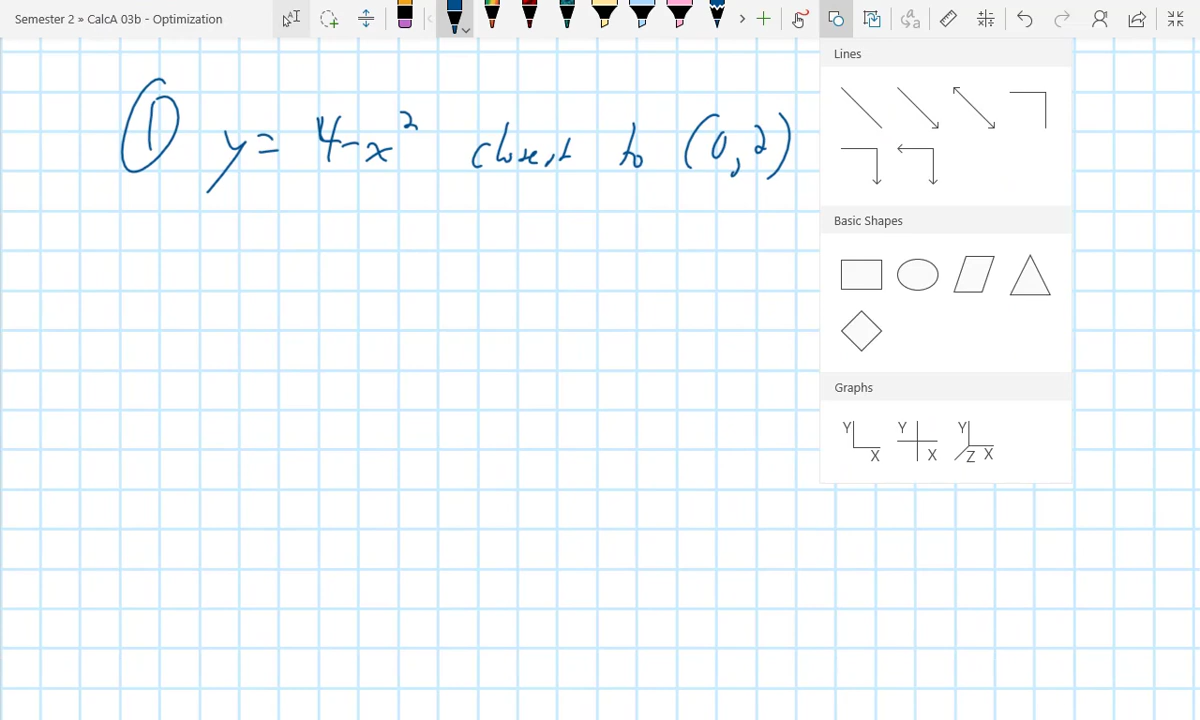 Semester 2 » CalcA 03b - Optimization
Lines
① y = 4-x² closest to (0,2)
Basic Shapes
Graphs
Y X Y X Y Z X